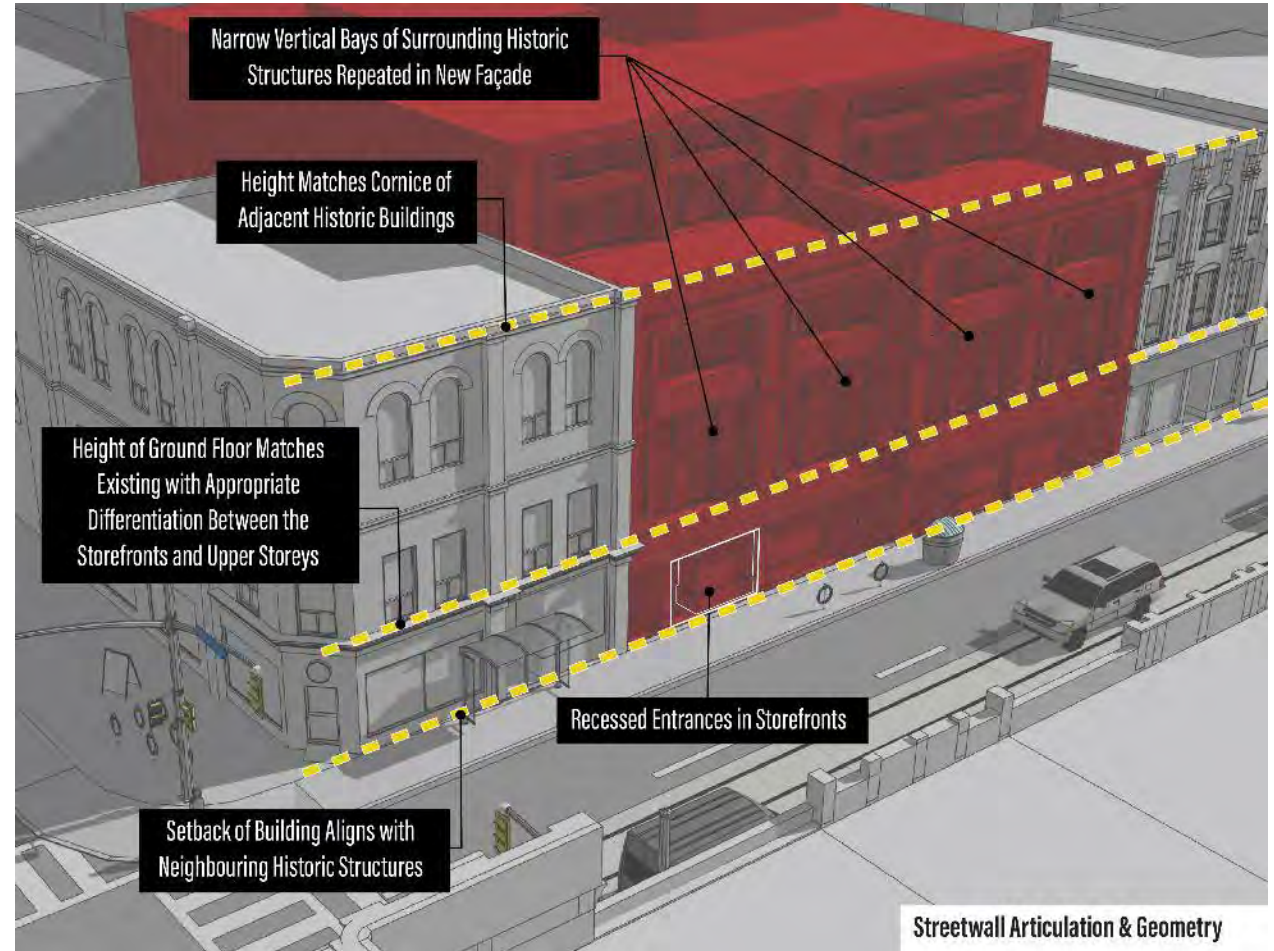 Narrow Vertical Bays of Surrounding Historic
Structures Repeated in New Façade
Height Matches Cornice of
Adjacent Historic Buildings
Height of Ground Floor Matches
Existing with Appropriate
Differentiation Between the
Storefronts and Upper Storeys
Recessed Entrances in Storefronts
Setback of Building Aligns with
Neighbouring Historic Structures
Streetwall Articulation & Geometry